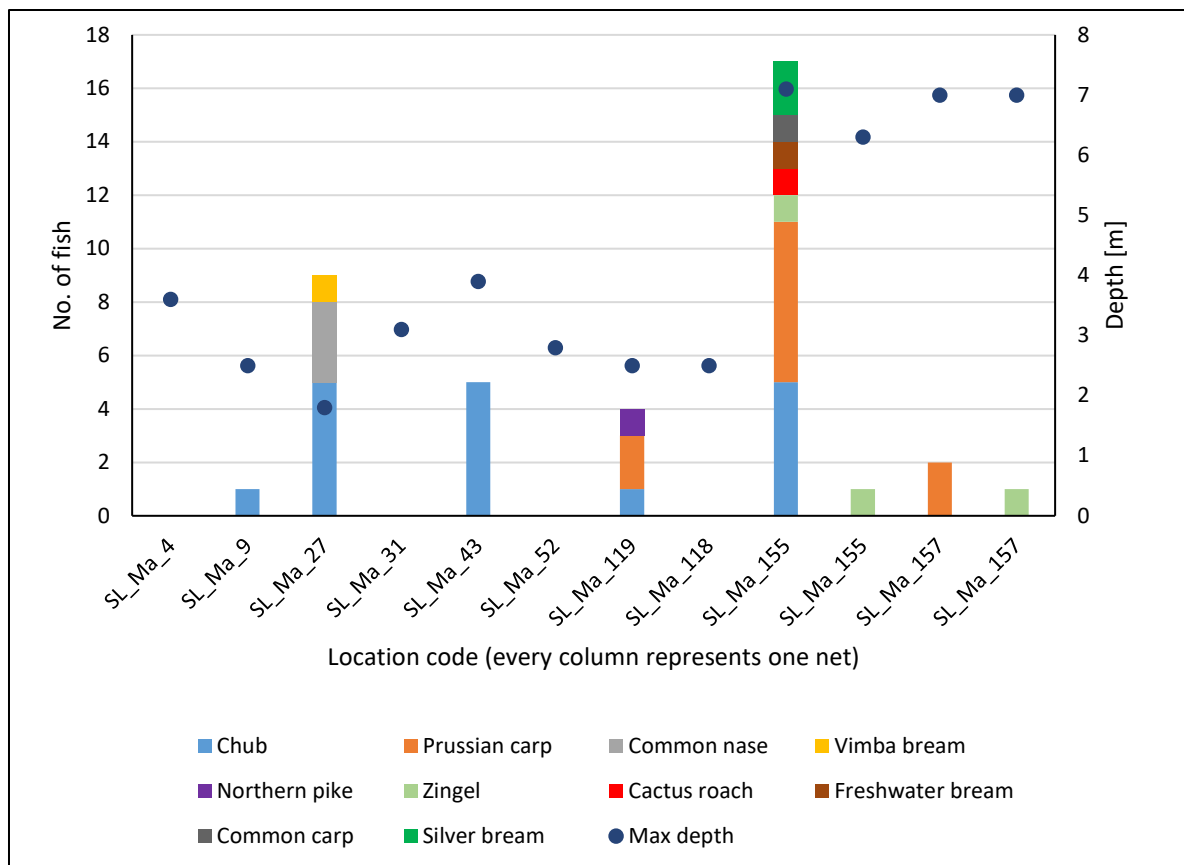 18
16
14
12
10
8
6
4
2
0
No. of fish
8
7
6
5
4
3
2
1
0
Depth [m]
SL_Ma_4
SL_Ma_9
SL_Ma_27
SL_Ma_31
SL_Ma_43
SL_Ma_52
SL_Ma_119
SL_Ma_118
SL_Ma_155
SL_Ma_155
SL_Ma_157
SL_Ma_157
Location code (every column represents one net)
Chub Prussian carp Common nase Vimba bream
Northern pike Zingel Cactus roach Freshwater bream
Common carp Silver bream Max depth